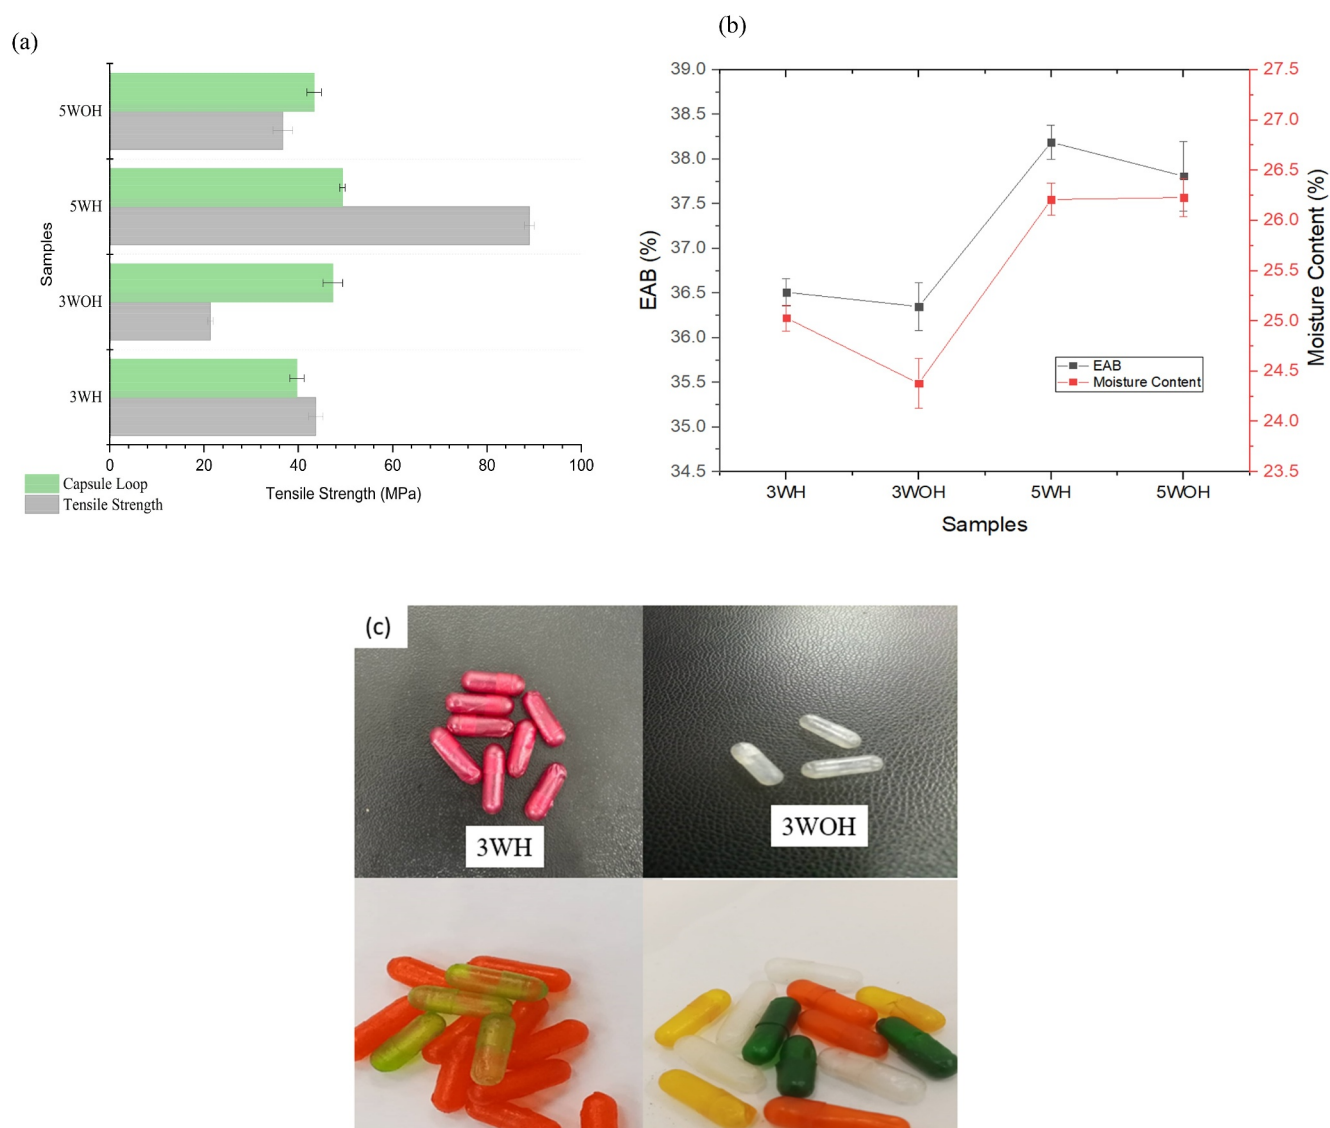 (a)
5WOH
5WH
3WOH
3WH
Samples
0 20 40 60 80 100
Tensile Strength (MPa)
Capsule Loop
Tensile Strength
(b)
39.0
38.5
38.0
37.5
37.0
36.5
36.0
35.5
35.0
34.5
EAB (%)
27.5
27.0
26.5
26.0
25.5
25.0
24.5
24.0
23.5
Moisture Content (%)
EAB
Moisture Content
3WH 3WOH 5WH 5WOH
Samples
(c)
3WH
3WOH